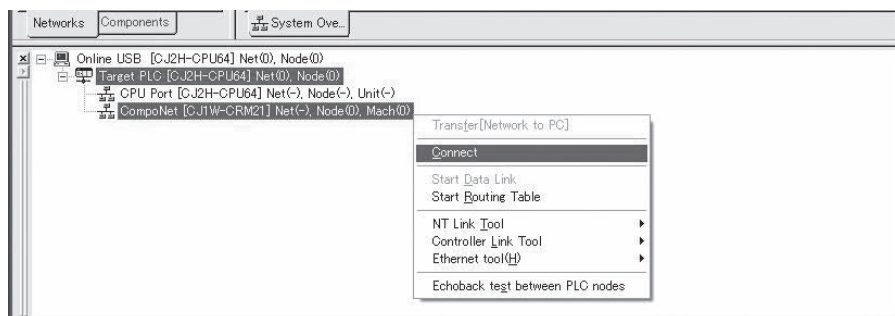 Networks
Components
System Ove...
Online USB [CJ2H-CPU64] Net(0), Node(0)
Target PLC [CJ2H-CPU64] Net(0), Node(0)
CPU Port [CJ2H-CPU64] Net(-), Node(-), Unit(-)
CompoNet [CJ1W-CRM21] Net(-), Node(0), Mach(0)
Transfer[Network to PC]
Connect
Start Data Link
Start Routing Table
NT Link Tool
Controller Link Tool
Ethernet tool(H)
Echoback test between PLC nodes